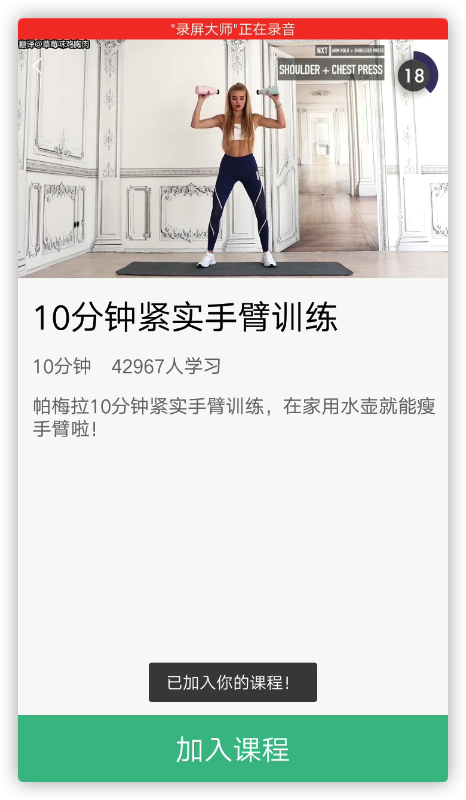 "录屏大师"正在录音
翻译@草莓味鸡胸肉
NXT ARM HOLD + SHOULDER PRESS
SHOULDER + CHEST PRESS
18
10分钟紧实手臂训练
10分钟 42967人学习
帕梅拉10分钟紧实手臂训练，在家用水壶就能瘦
手臂啦！
已加入你的课程！
加入课程